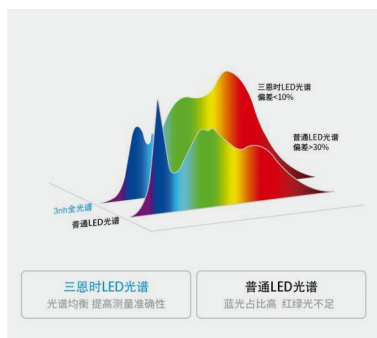 三恩时LED光谱
偏差<10%
普通LED光谱
偏差>30%
3nh全光谱
普通LED光谱
三恩时LED光谱
光谱均衡 提高测量准确性
普通LED光谱
蓝光占比高 红绿光不足